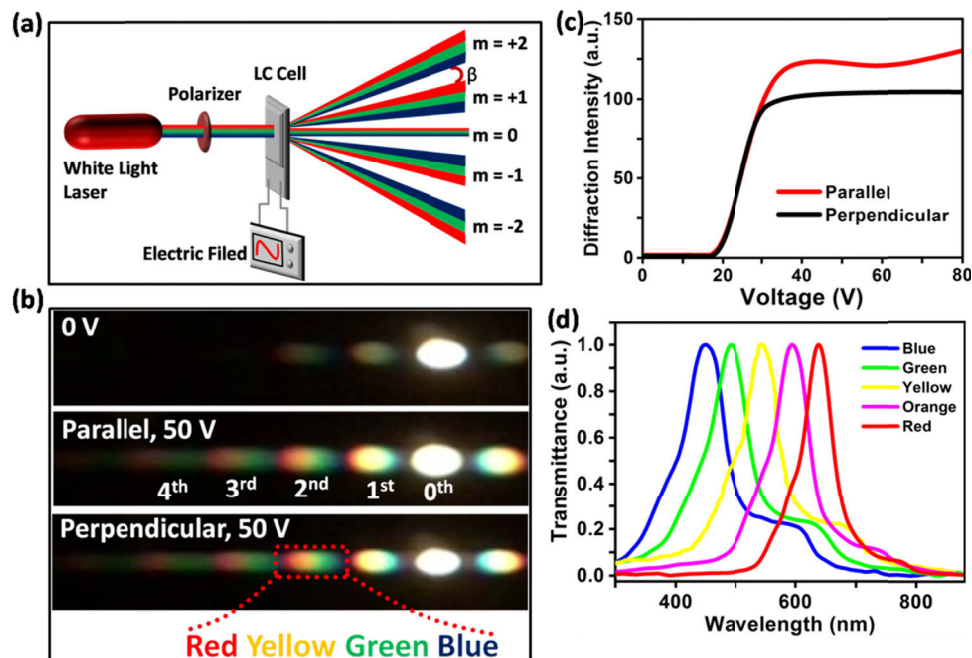 (a)
LC Cell
Polarizer
White Light
Laser
Electric Filed
m = +2
β
m = +1
m = 0
m = -1
m = -2
(b)
0 V
Parallel, 50 V
4th 3rd 2nd 1st 0th
Perpendicular, 50 V
Red Yellow Green Blue
(c)
Diffraction Intensity (a.u.)
150
100
50
0
0 20 40 60 80
Voltage (V)
Parallel
Perpendicular
(d)
Transmittance (a.u.)
1.0
0.8
0.6
0.4
0.2
0.0
400 600 800
Wavelength (nm)
Blue
Green
Yellow
Orange
Red